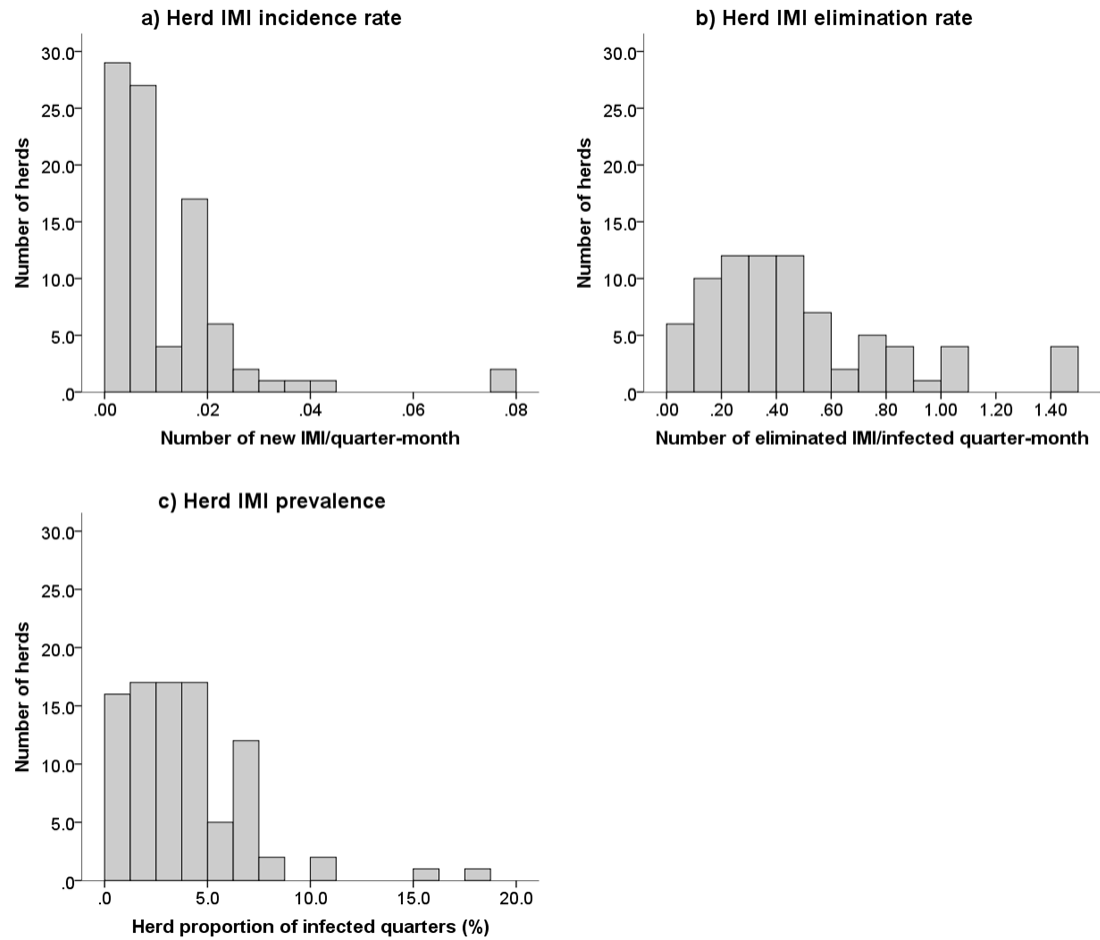 a) Herd IMI incidence rate
30.0
25.0
20.0
15.0
10.0
5.0
.0
Number of herds
.00 .02 .04 .06 .08
Number of new IMI/quarter-month
b) Herd IMI elimination rate
30.0
25.0
20.0
15.0
10.0
5.0
.0
Number of herds
.00 .20 .40 .60 .80 1.00 1.20 1.40
Number of eliminated IMI/infected quarter-month
c) Herd IMI prevalence
30.0
25.0
20.0
15.0
10.0
5.0
.0
Number of herds
.0 5.0 10.0 15.0 20.0
Herd proportion of infected quarters (%)